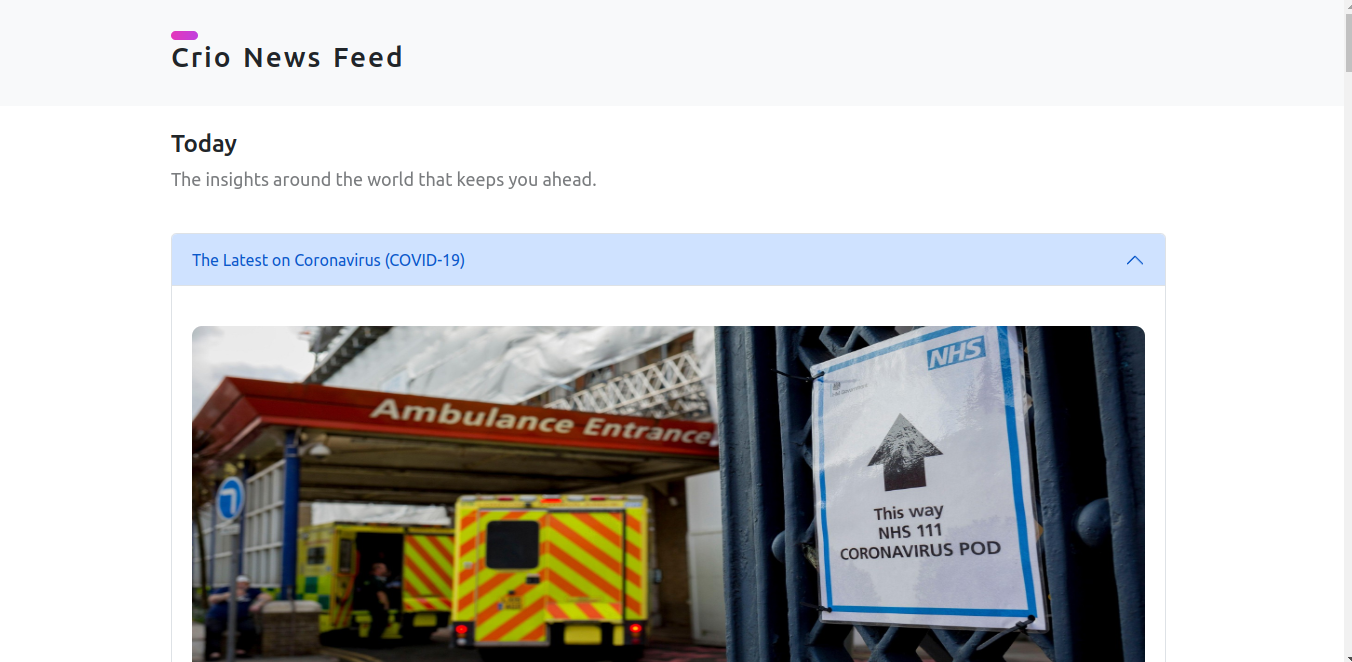 Crio News Feed
Today
The insights around the world that keeps you ahead.
The Latest on Coronavirus (COVID-19)
Ambulance Entrance
NHS
This way
NHS 111
CORONAVIRUS POD